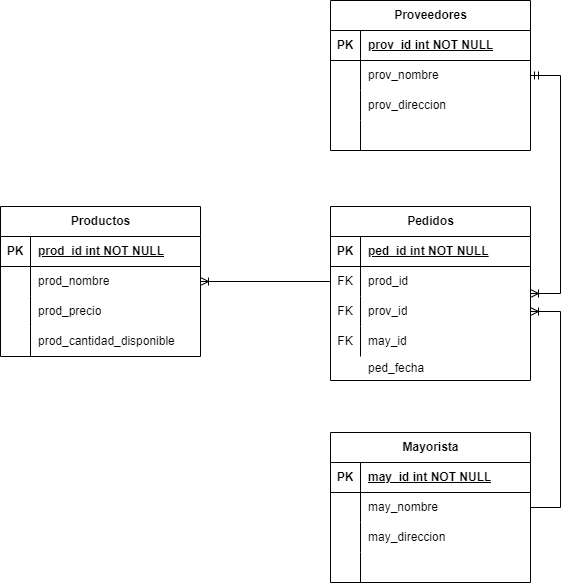 Proveedores
PK prov_id int NOT NULL
prov_nombre
prov_direccion
Productos
PK prod_id int NOT NULL
prod_nombre
prod_precio
prod_cantidad_disponible
Pedidos
PK ped_id int NOT NULL
FK prod_id
FK prov_id
FK may_id
ped_fecha
Mayorista
PK may_id int NOT NULL
may_nombre
may_direccion